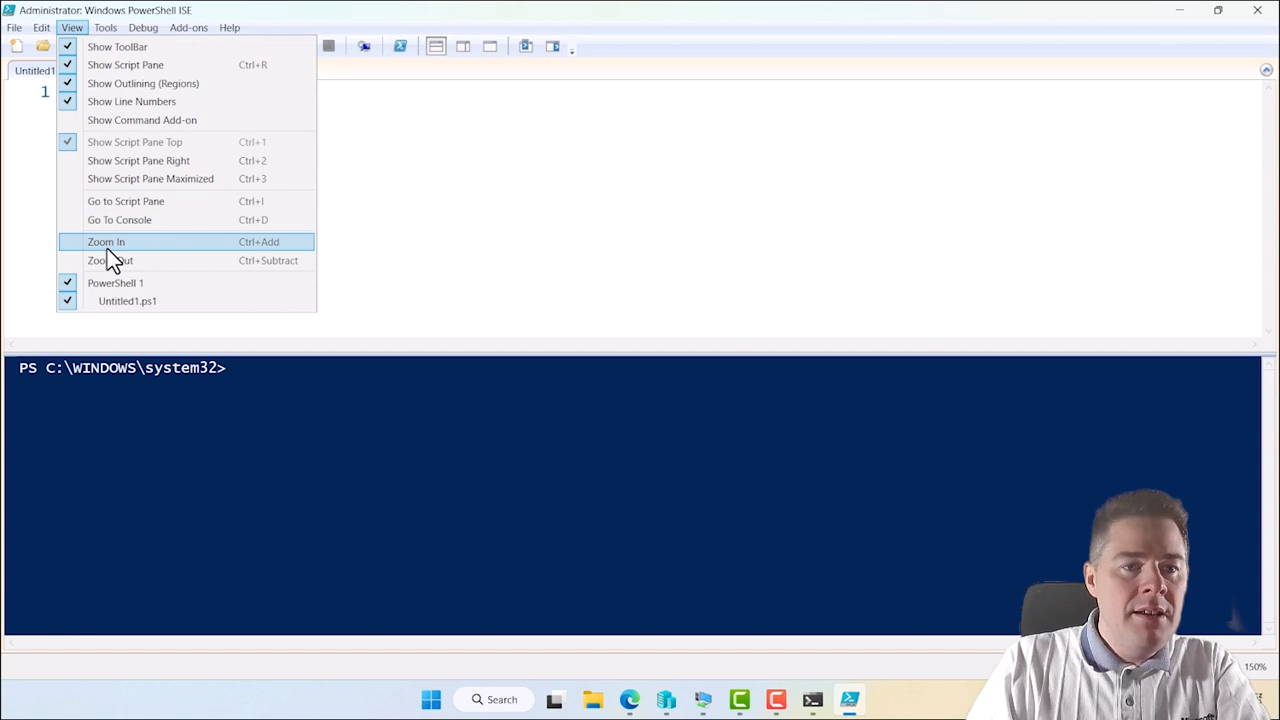 Administrator: Windows PowerShell ISE
File Edit View Tools Debug Add-ons Help
Show ToolBar
Untitled1
Show Script Pane Ctrl+R
Show Outlining (Regions)
1
Show Line Numbers
Show Command Add-on
Show Script Pane Top Ctrl+1
Show Script Pane Right Ctrl+2
Show Script Pane Maximized Ctrl+3
Go to Script Pane Ctrl+I
Go To Console Ctrl+D
Zoom In Ctrl+Add
Zoom Out Ctrl+Subtract
PowerShell 1
Untitled1.ps1
PS C:\WINDOWS\system32>
150%
Search
Microsoft